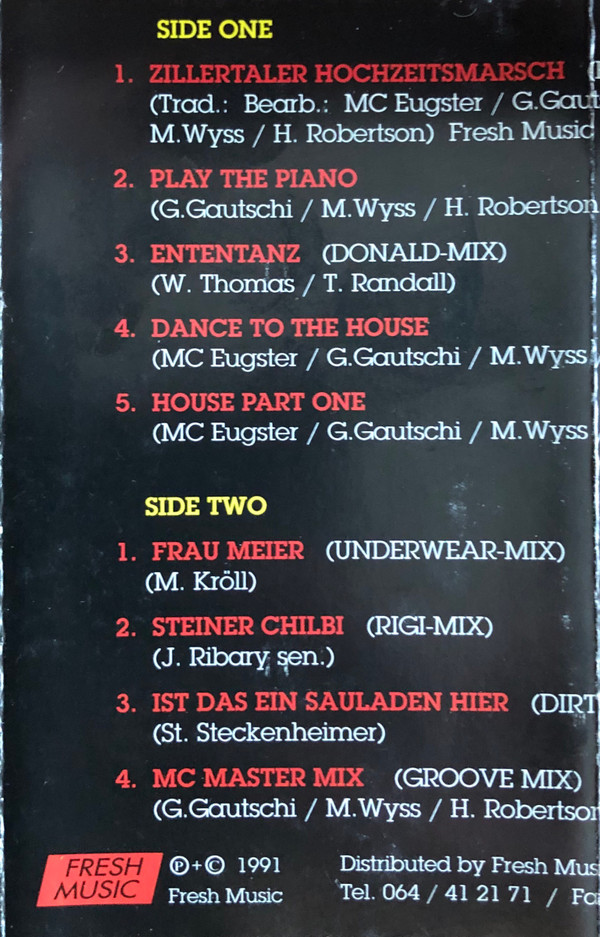 SIDE ONE
1. ZILLERTALER HOCHZEITSMARSCH
(Trad.: Bearb.: MC Eugster / G.Gaut
M.Wyss / H. Robertson) Fresh Music
2. PLAY THE PIANO
(G.Gautschi / M.Wyss / H. Robertson
3. ENTENTANZ (DONALD-MIX)
(W. Thomas / T. Randall)
4. DANCE TO THE HOUSE
(MC Eugster / G.Gautschi / M.Wyss
5. HOUSE PART ONE
(MC Eugster / G.Gautschi / M.Wyss
SIDE TWO
1. FRAU MEIER (UNDERWEAR-MIX)
(M. Kröll)
2. STEINER CHILBI (RIGI-MIX)
(J. Ribary sen.)
3. IST DAS EIN SAULADEN HIER (DIRT
(St. Steckenheimer)
4. MC MASTER MIX (GROOVE MIX)
(G.Gautschi / M.Wyss / H. Robertson
FRESH MUSIC
℗+© 1991
Fresh Music
Distributed by Fresh Mus
Tel. 064 / 41 21 71 / Fa